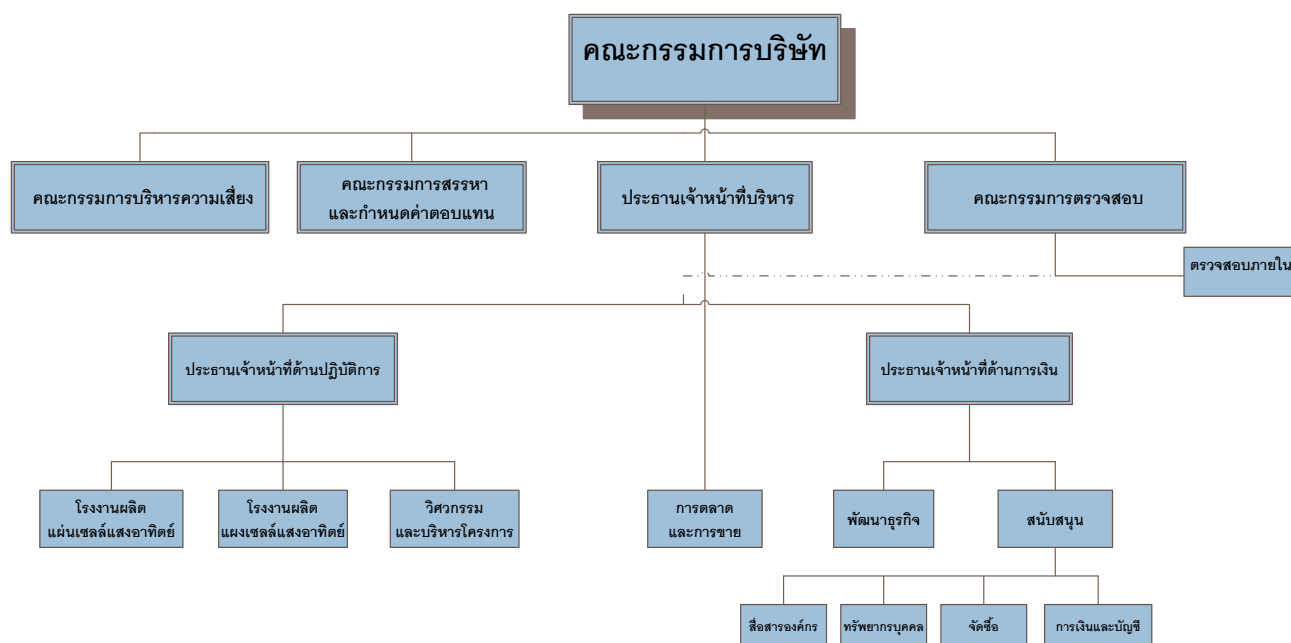 คณะกรรมการบริษัท
คณะกรรมการบริหารความเสี่ยง
คณะกรรมการสรรหา
และกำหนดค่าตอบแทน
ประธานเจ้าหน้าที่บริหาร
คณะกรรมการตรวจสอบ
ตรวจสอบภายใน
ประธานเจ้าหน้าที่ด้านปฎิบัติการ
ประธานเจ้าหน้าที่ด้านการเงิน
โรงงานผลิต
แผ่นเซลล์แสงอาทิตย์
โรงงานผลิต
แผงเซลล์แสงอาทิตย์
วิศวกรรม
และบริหารโครงการ
การตลาด
และการขาย
พัฒนาธุรกิจ
สนับสนุน
สื่อสารองค์กร
ทรัพยากรบุคคล
จัดซื้อ
การเงินและบัญชี